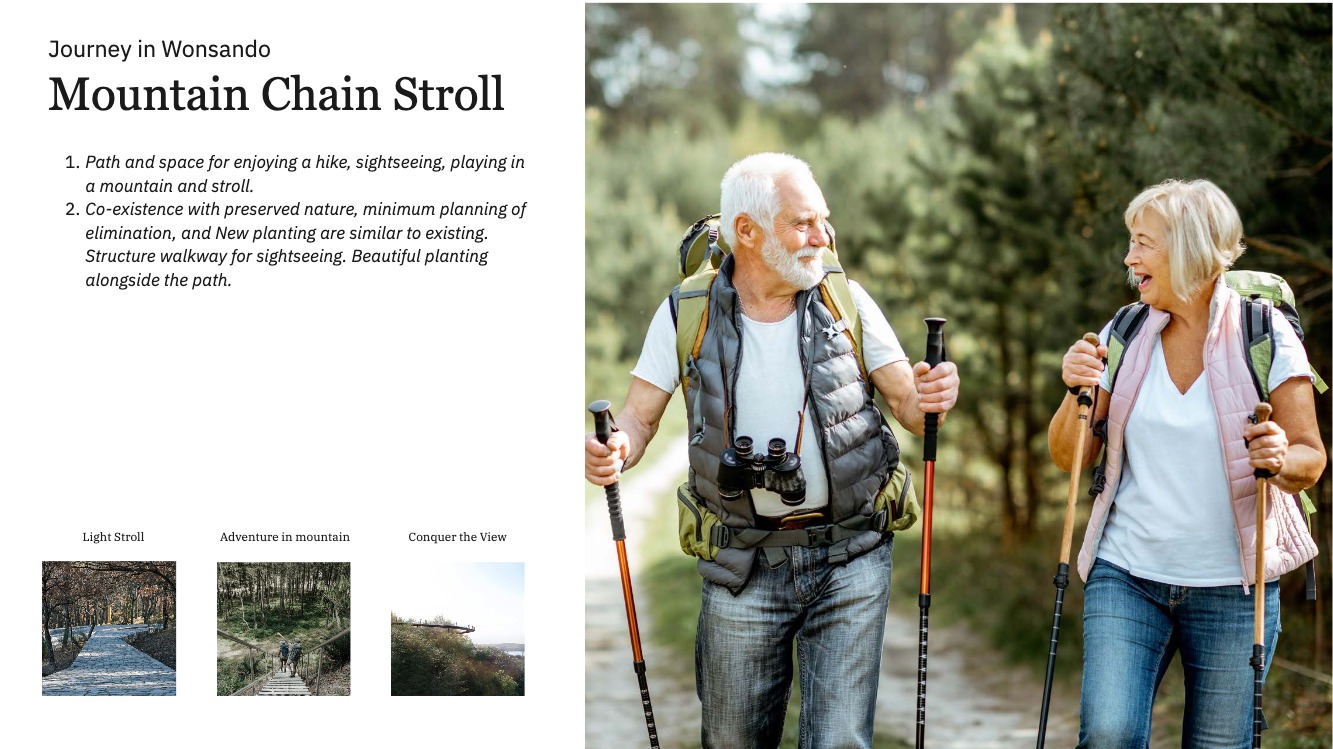 Journey in Wonsando
Mountain Chain Stroll
1. Path and space for enjoying a hike, sightseeing, playing in
a mountain and stroll.
2. Co-existence with preserved nature, minimum planning of
elimination, and New planting are similar to existing.
Structure walkway for sightseeing. Beautiful planting
alongside the path.
Light Stroll
Adventure in mountain
Conquer the View